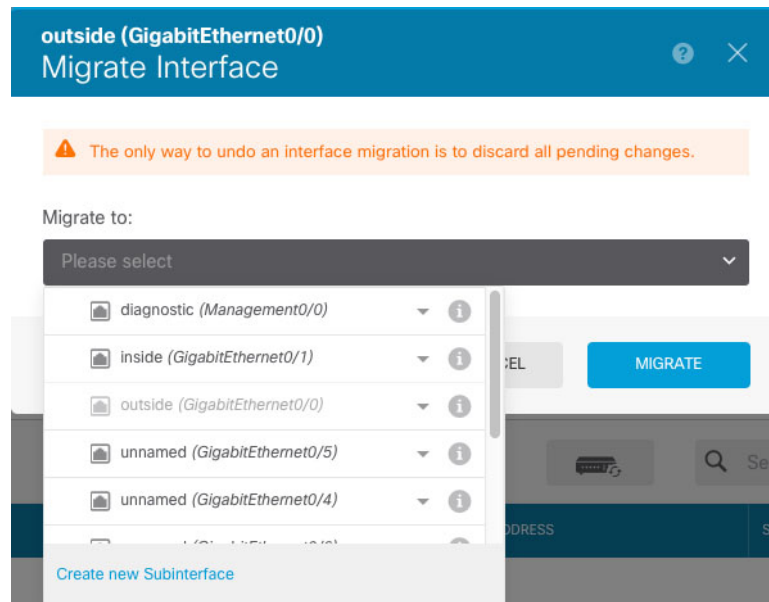 outside (GigabitEthernet0/0)
Migrate Interface
The only way to undo an interface migration is to discard all pending changes.
Migrate to:
Please select
diagnostic (Management0/0)
inside (GigabitEthernet0/1)
outside (GigabitEthernet0/0)
unnamed (GigabitEthernet0/5)
unnamed (GigabitEthernet0/4)
Create new Subinterface
MIGRATE